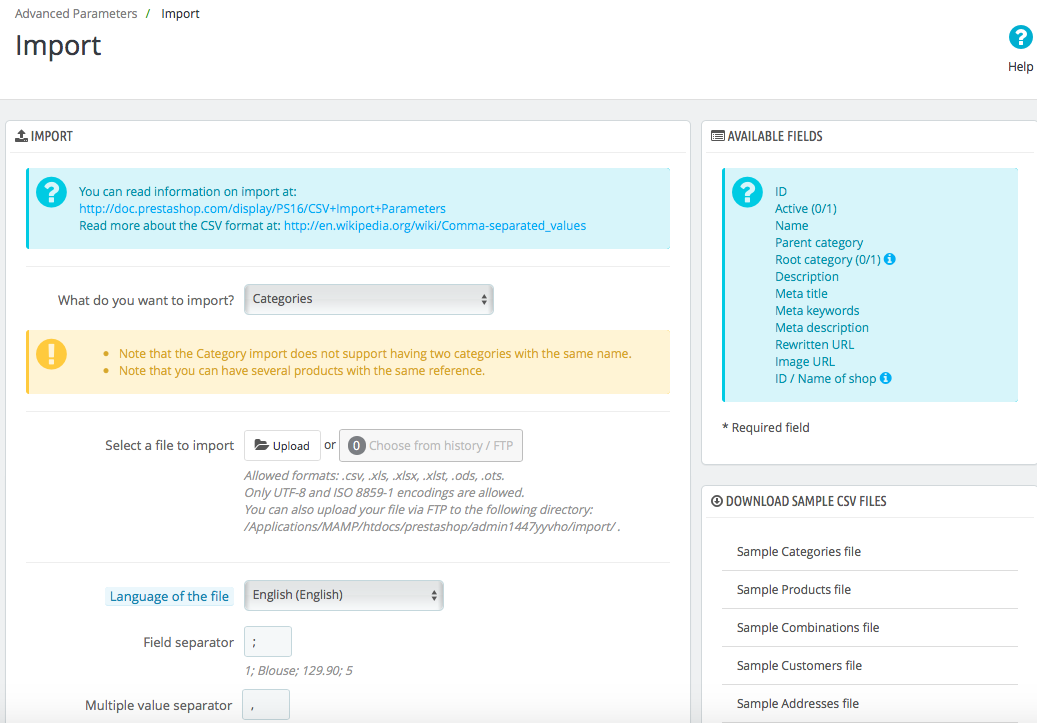 Advanced Parameters / Import
Import
Help
IMPORT
You can read information on import at:
http://doc.prestashop.com/display/PS16/CSV+Import+Parameters
Read more about the CSV format at: http://en.wikipedia.org/wiki/Comma-separated_values
What do you want to import? Categories
Note that the Category import does not support having two categories with the same name.
Note that you can have several products with the same reference.
Select a file to import Upload or 0 Choose from history / FTP
Allowed formats: .csv, .xls, .xlsx, .xlst, .ods, .ots.
Only UTF-8 and ISO 8859-1 encodings are allowed.
You can also upload your file via FTP to the following directory:
/Applications/MAMP/htdocs/prestashop/admin1447yyvho/import/ .
Language of the file English (English)
Field separator ;
1; Blouse; 129.90; 5
Multiple value separator ,
AVAILABLE FIELDS
ID
Active (0/1)
Name
Parent category
Root category (0/1)
Description
Meta title
Meta keywords
Meta description
Rewritten URL
Image URL
ID / Name of shop
* Required field
DOWNLOAD SAMPLE CSV FILES
Sample Categories file
Sample Products file
Sample Combinations file
Sample Customers file
Sample Addresses file